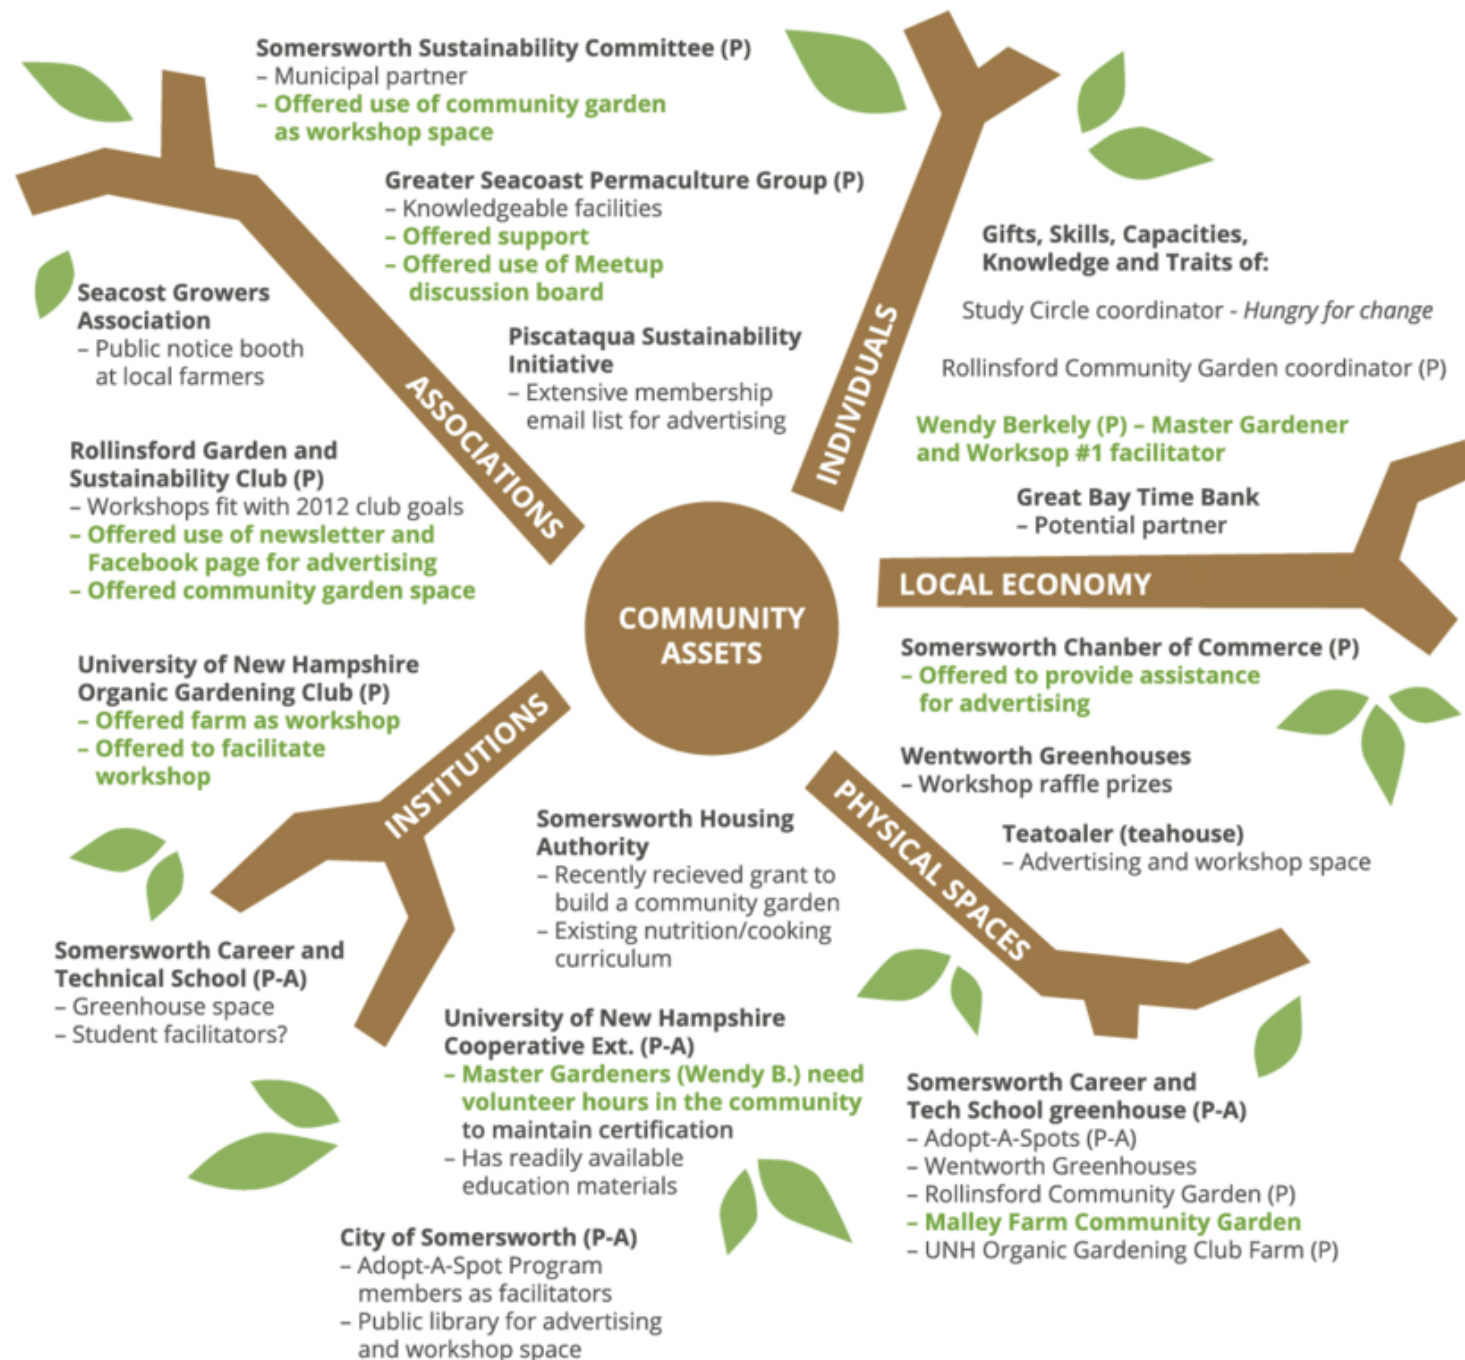 Somersworth Sustainability Committee (P)
– Municipal partner
– Offered use of community garden
as workshop space
Greater Seacoast Permaculture Group (P)
– Knowledgeable facilities
– Offered support
– Offered use of Meetup
discussion board
Seacost Growers
Association
– Public notice booth
at local farmers
Piscataqua Sustainability
Initiative
– Extensive membership
email list for advertising
ASSOCIATIONS
Rollinsford Garden and
Sustainability Club (P)
– Workshops fit with 2012 club goals
– Offered use of newsletter and
Facebook page for advertising
– Offered community garden space
INDIVIDUALS
Gifts, Skills, Capacities,
Knowledge and Traits of:
Study Circle coordinator - Hungry for change
Rollinsford Community Garden coordinator (P)
Wendy Berkely (P) – Master Gardener
and Worksop #1 facilitator
Great Bay Time Bank
– Potential partner
LOCAL ECONOMY
COMMUNITY
ASSETS
Somersworth Chanber of Commerce (P)
– Offered to provide assistance
for advertising
Wentworth Greenhouses
– Workshop raffle prizes
Teatoaler (teahouse)
– Advertising and workshop space
University of New Hampshire
Organic Gardening Club (P)
– Offered farm as workshop
– Offered to facilitate
workshop
INSTITUTIONS
Somersworth Housing
Authority
– Recently recieved grant to
build a community garden
– Existing nutrition/cooking
curriculum
PHYSICAL SPACES
Somersworth Career and
Technical School (P-A)
– Greenhouse space
– Student facilitators?
University of New Hampshire
Cooperative Ext. (P-A)
– Master Gardeners (Wendy B.) need
volunteer hours in the community
to maintain certification
– Has readily available
education materials
Somersworth Career and
Tech School greenhouse (P-A)
– Adopt-A-Spots (P-A)
– Wentworth Greenhouses
– Rollinsford Community Garden (P)
– Malley Farm Community Garden
– UNH Organic Gardening Club Farm (P)
City of Somersworth (P-A)
– Adopt-A-Spot Program
members as facilitators
– Public library for advertising
and workshop space